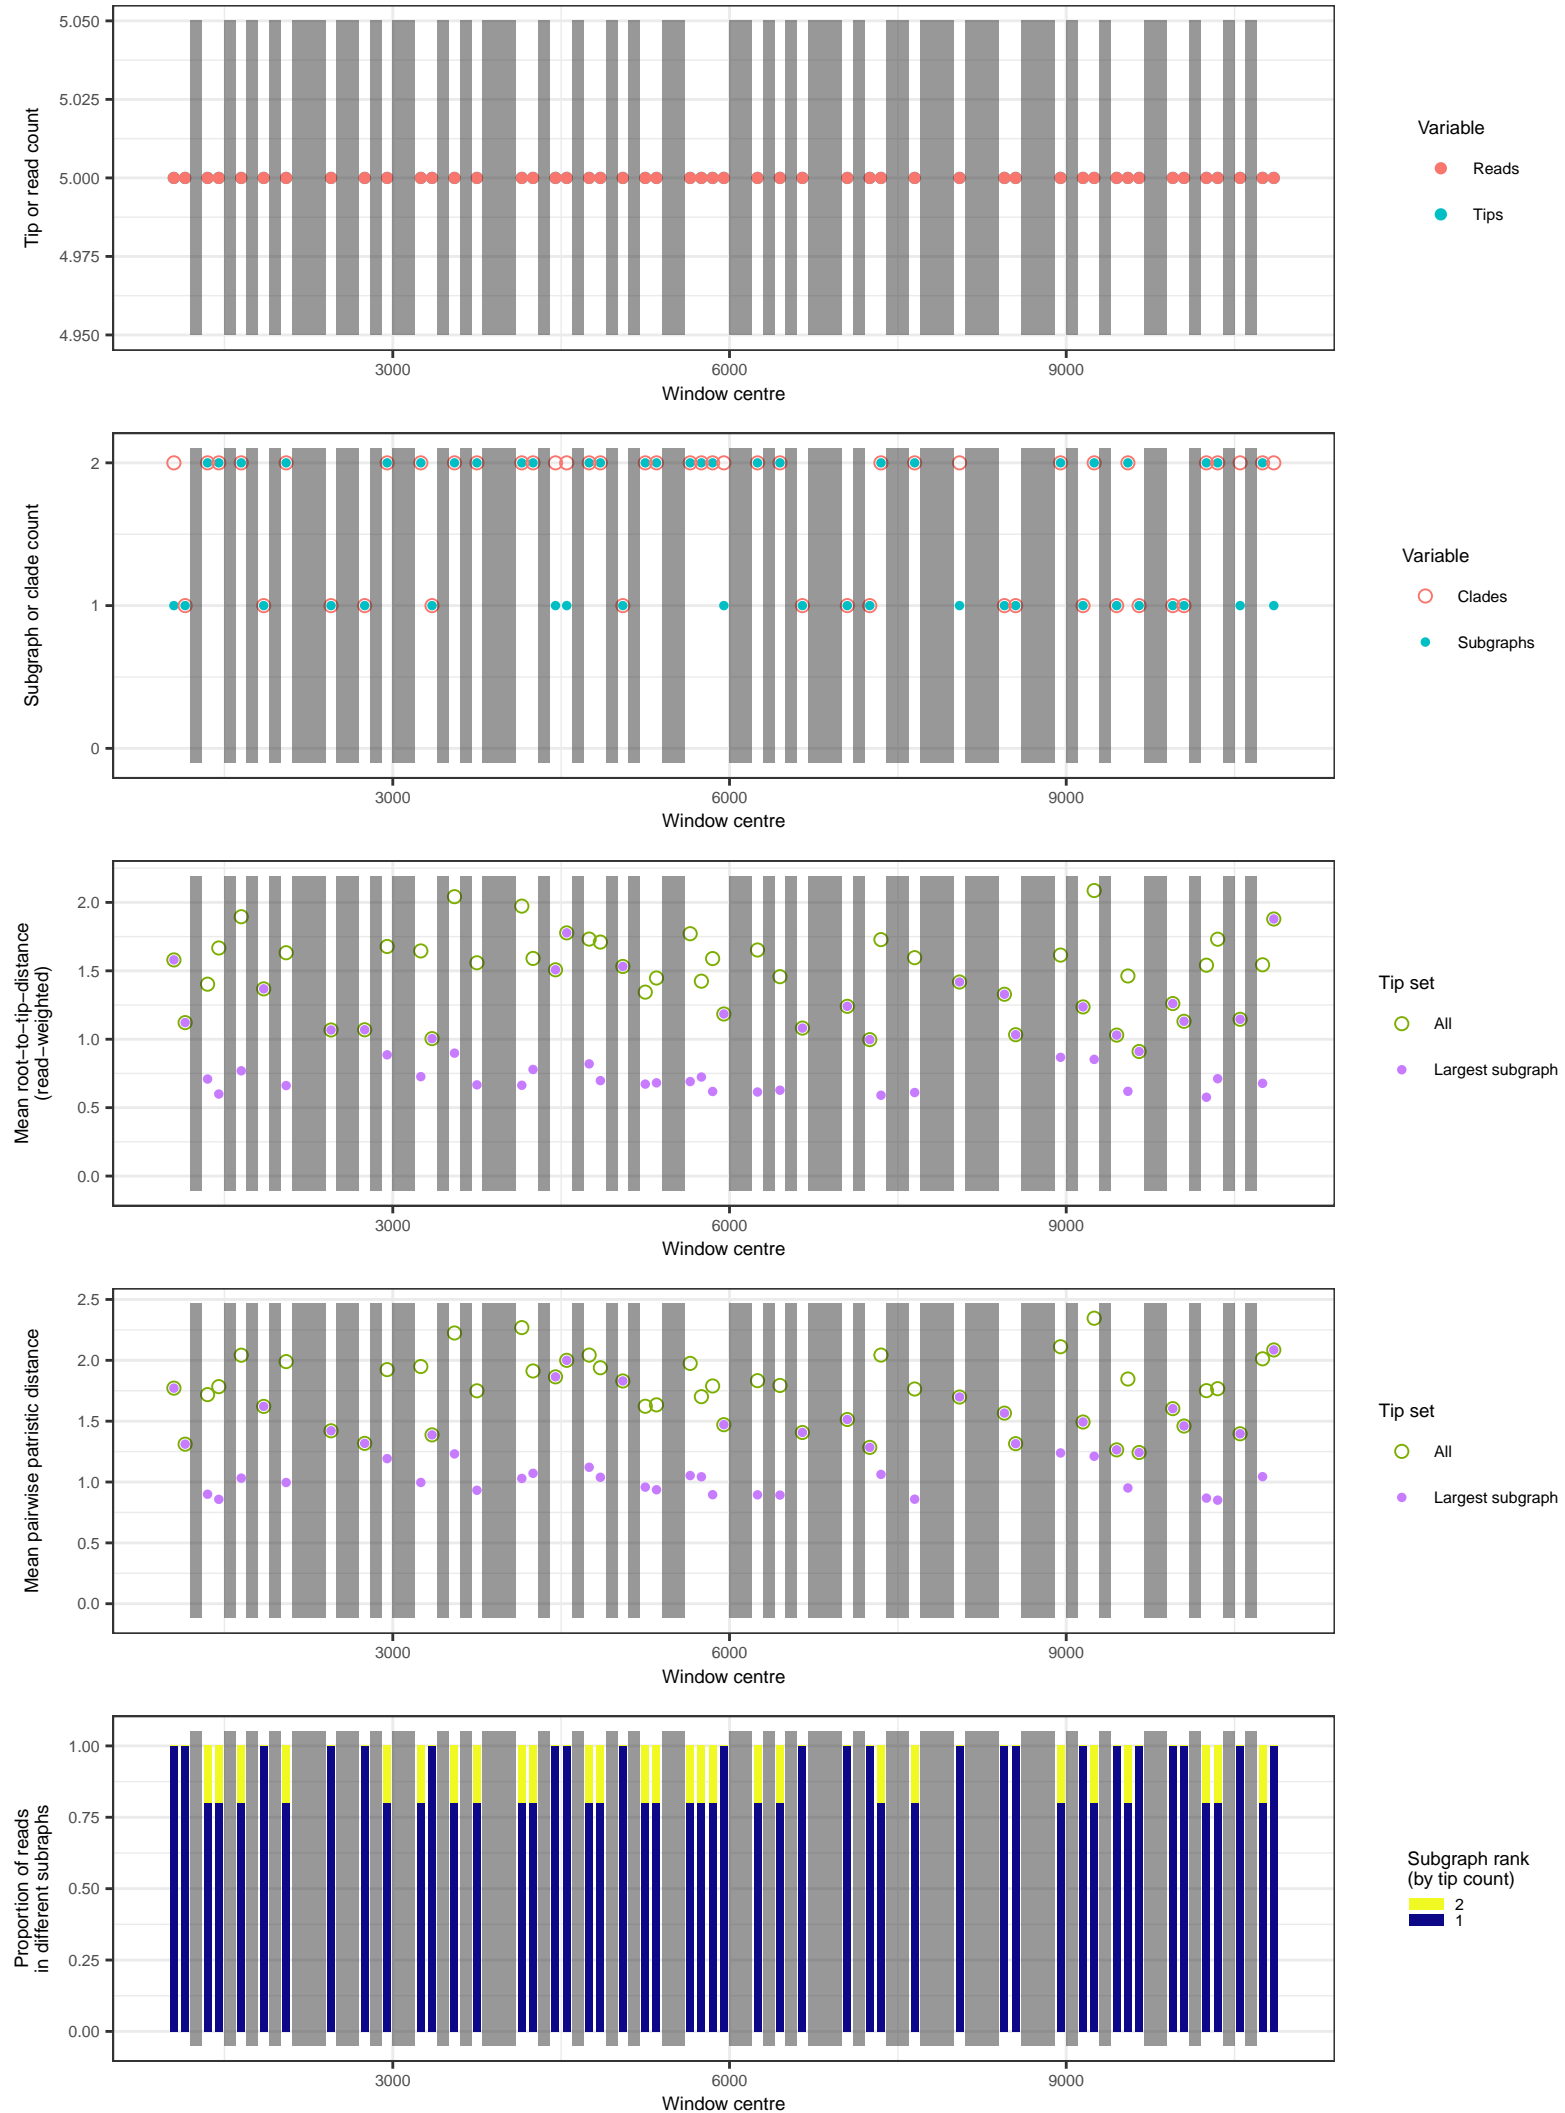 5.050
5.025
5.000
4.975
4.950
Tip or read count
3000
6000
9000
Window centre
Variable
Reads
Tips
2
1
0
Subgraph or clade count
3000
6000
9000
Window centre
Variable
Clades
Subgraphs
2.0
1.5
1.0
0.5
0.0
Mean root−to−tip−distance
(read−weighted)
3000
6000
9000
Window centre
Tip set
All
Largest subgraph
2.5
2.0
1.5
1.0
0.5
0.0
Mean pairwise patristic distance
3000
6000
9000
Window centre
Tip set
All
Largest subgraph
1.00
0.75
0.50
0.25
0.00
Proportion of reads
in different subraphs
3000
6000
9000
Window centre
Subgraph rank
(by tip count)
2
1